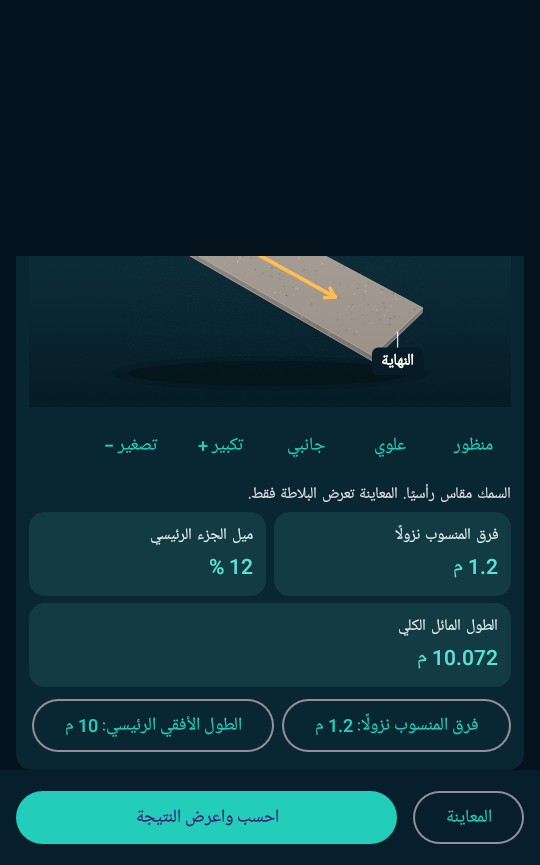 النهاية
منظور
علوي
جانبي
تكبير +
تصغير −
السمك مقاس رأسيًا. المعاينة تعرض البلاطة فقط.
فرق المنسوب نزولًا
1.2 م
ميل الجزء الرئيسي
12 %
الطول المائل الكلي
10.072 م
فرق المنسوب نزولًا: 1.2 م
الطول الأفقي الرئيسي: 10 م
المعاينة
احسب واعرض النتيجة